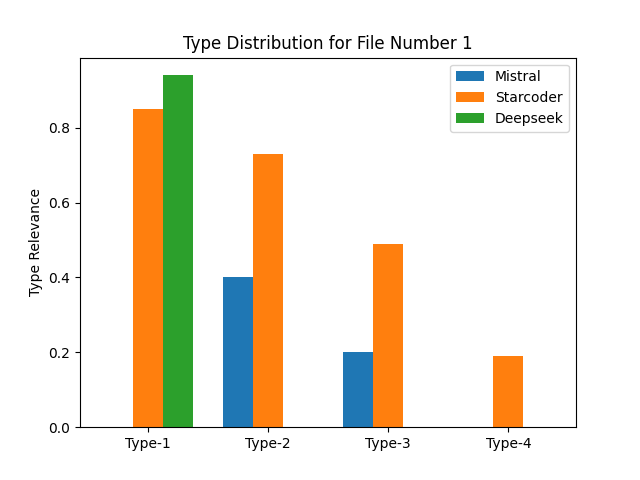 Type Distribution for File Number 1
Mistral
Starcoder
Deepseek
Type Relevance
0.8
0.6
0.4
0.2
0.0
Type-1 Type-2 Type-3 Type-4